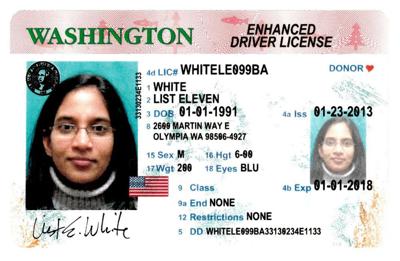 WASHINGTON
ENHANCED
DRIVER LICENSE
4d LIC# WHITELE099BA
DONOR
1 WHITE
2 LIST ELEVEN
3 DOB 01-01-1991
4a Iss 01-23-2013
8 2600 MARTIN WAY E
OLYMPIA WA 98506-4927
33130234E1133
15 Sex M 16 Hgt 6-00
17 Wgt 200 18 Eyes BLU
9 Class
4b Exp 01-01-2018
9a End NONE
12 Restrictions NONE
5 DD WHITELE099BA33130234E1133
List E. White